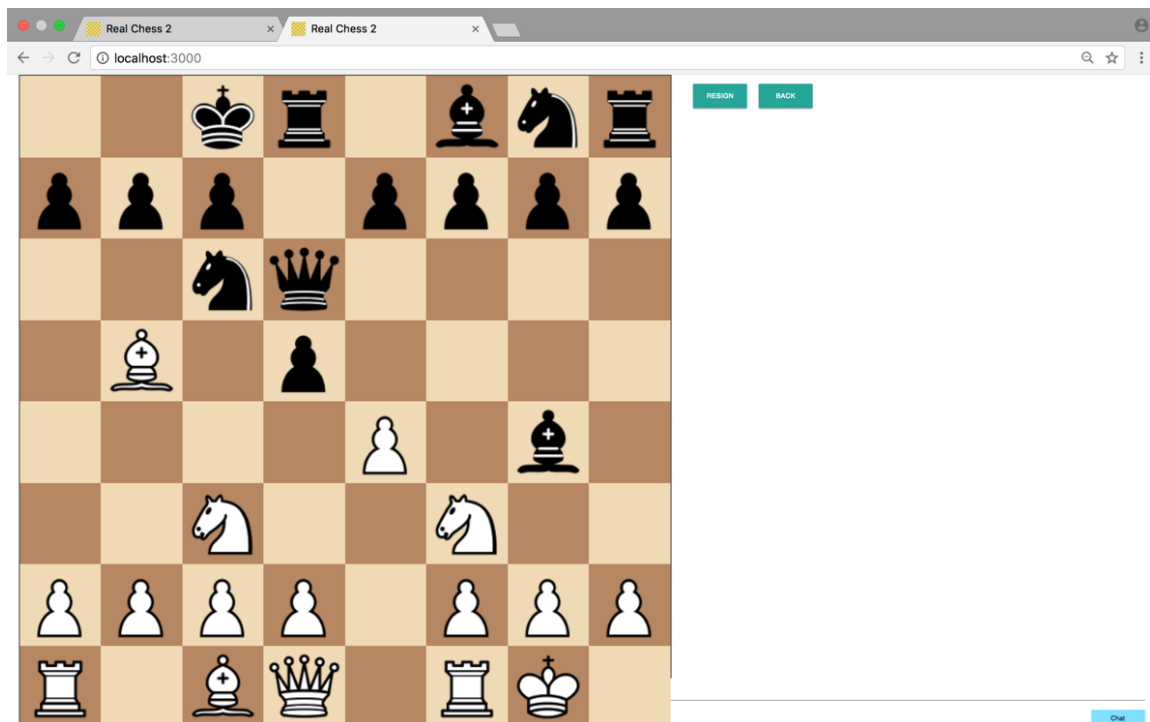 Real Chess 2
Real Chess 2
localhost:3000
RESIGN
BACK
Chat